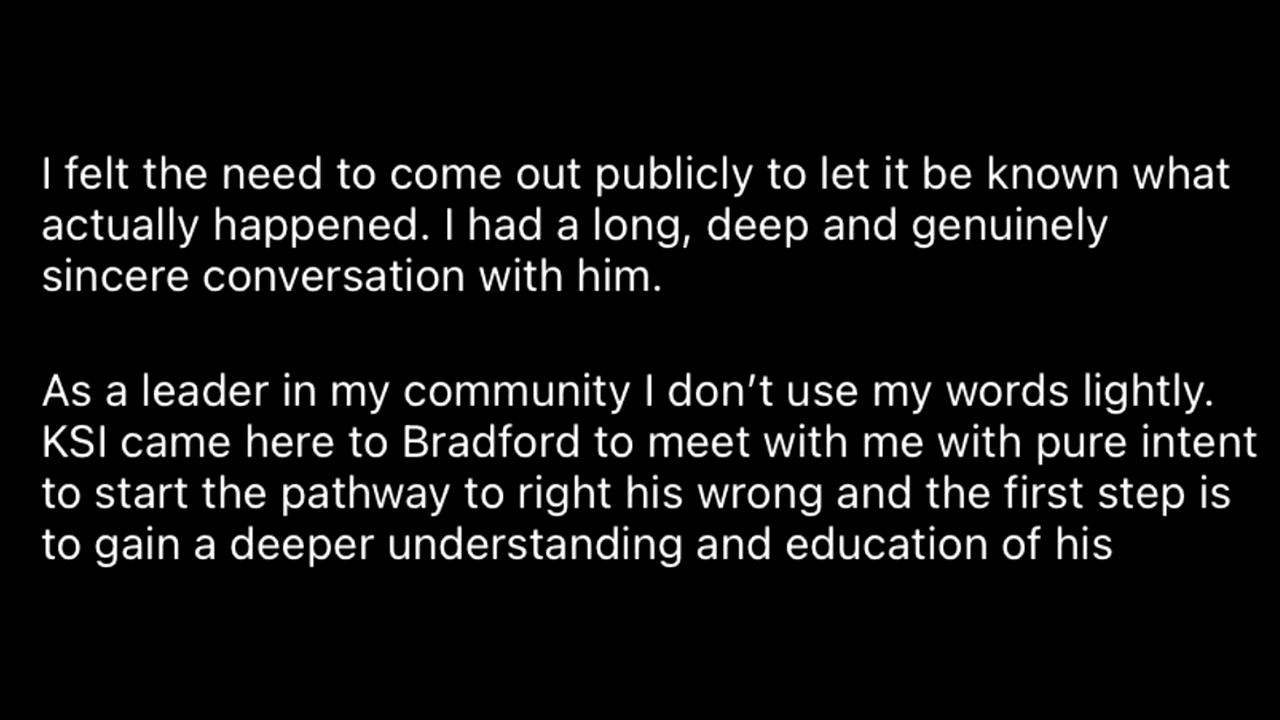 I felt the need to come out publicly to let it be known what
actually happened. I had a long, deep and genuinely
sincere conversation with him.
As a leader in my community I don’t use my words lightly.
KSI came here to Bradford to meet with me with pure intent
to start the pathway to right his wrong and the first step is
to gain a deeper understanding and education of his